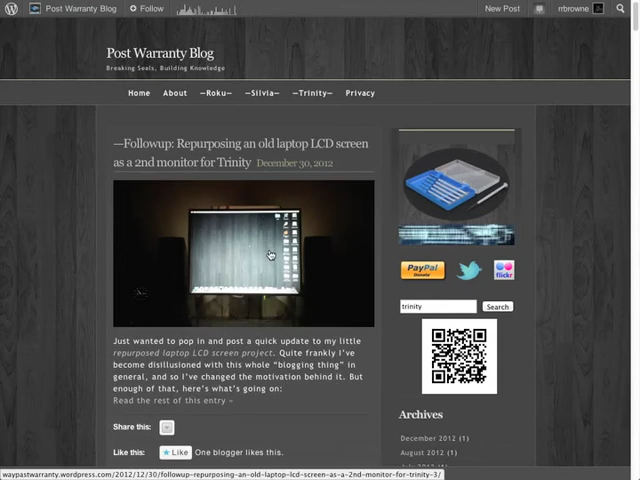 Post Warranty Blog
Follow
New Post
rrbrowne
Post Warranty Blog
Breaking Seals, Building Knowledge
Home About —Roku— —Silvia— —Trinity— Privacy
—Followup: Repurposing an old laptop LCD screen
as a 2nd monitor for Trinity December 30, 2012
Just wanted to pop in and post a quick update to my little
repurposed laptop LCD screen project. Quite frankly I've
become disillusioned with this whole “blogging thing” in
general, and so I've changed the motivation behind it. But
enough of that, here's what's going on:
Read the rest of this entry »
Share this:
Like this:
Like
One blogger likes this.
PayPal
Donate
flickr
trinity
Search
Archives
December 2012 (1)
August 2012 (1)
waypastwarranty.wordpress.com/2012/12/30/followup-repurposing-an-old-laptop-lcd-screen-as-a-2nd-monitor-for-trinity-3/